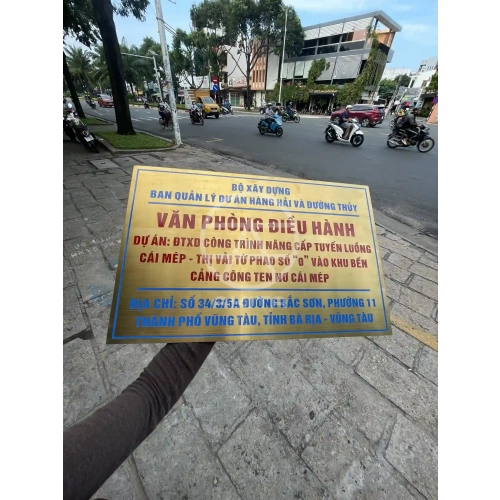 BỘ XÂY DỰNG
BAN QUẢN LÝ DỰ ÁN HÀNG HẢI VÀ ĐƯỜNG THỦY
VĂN PHÒNG ĐIỀU HÀNH
DỰ ÁN: ĐTXD CÔNG TRÌNH NÂNG CẤP TUYẾN LUỒNG
CÁI MÉP - THỊ VẢI TỪ PHAO SỐ "0" VÀO KHU BẾN
CẢNG CÔNG TEN NƠ CÁI MÉP
ĐỊA CHỈ: SỐ 34/3/5A ĐƯỜNG BẮC SƠN, PHƯỜNG 11
THÀNH PHỐ VŨNG TÀU, TỈNH BÀ RỊA - VŨNG TÀU